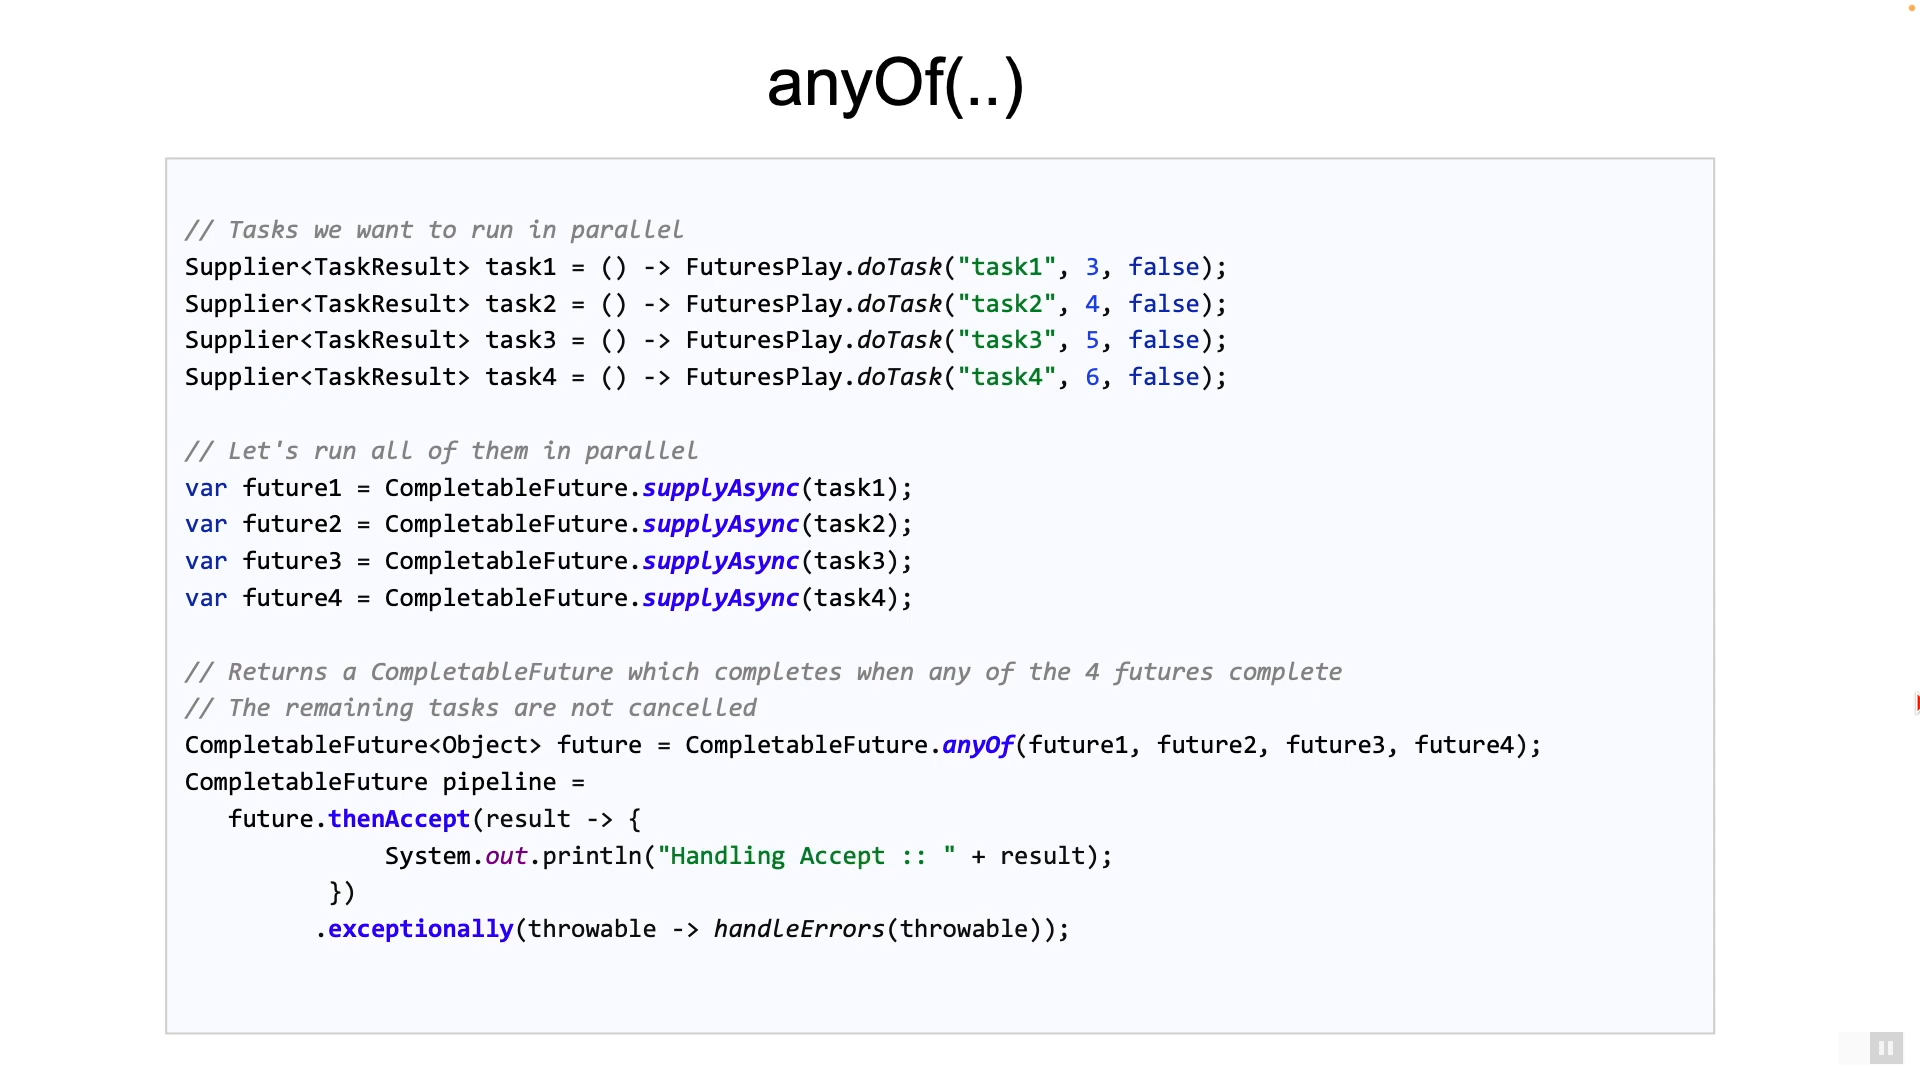 anyOf(..)
// Tasks we want to run in parallel
Supplier<TaskResult> task1 = () -> FuturesPlay.doTask("task1", 3, false);
Supplier<TaskResult> task2 = () -> FuturesPlay.doTask("task2", 4, false);
Supplier<TaskResult> task3 = () -> FuturesPlay.doTask("task3", 5, false);
Supplier<TaskResult> task4 = () -> FuturesPlay.doTask("task4", 6, false);
// Let's run all of them in parallel
var future1 = CompletableFuture.supplyAsync(task1);
var future2 = CompletableFuture.supplyAsync(task2);
var future3 = CompletableFuture.supplyAsync(task3);
var future4 = CompletableFuture.supplyAsync(task4);
// Returns a CompletableFuture which completes when any of the 4 futures complete
// The remaining tasks are not cancelled
CompletableFuture<Object> future = CompletableFuture.anyOf(future1, future2, future3, future4);
CompletableFuture pipeline =
future.thenAccept(result -> {
System.out.println("Handling Accept :: " + result);
})
.exceptionally(throwable -> handleErrors(throwable));